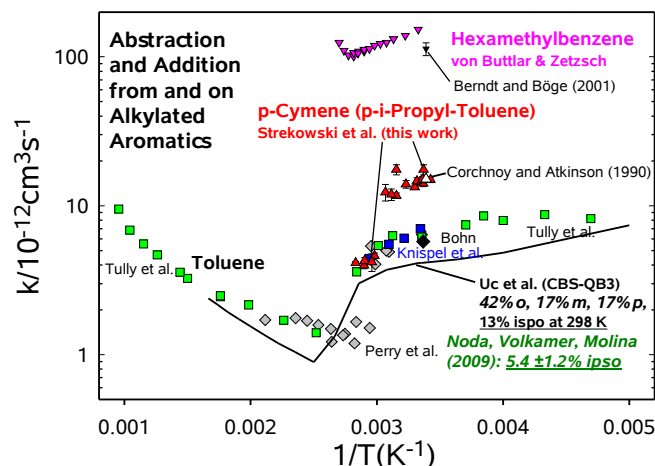 Abstraction
and Addition
from and on
Alkylated
Aromatics
Hexamethylbenzene
von Buttlar & Zetzsch
Berndt and Böge (2001)
p-Cymene (p-i-Propyl-Toluene)
Strekowski et al. (this work)
Corchnoy and Atkinson (1990)
Bohn
Knispel et al.
Tully et al.
Tully et al.
Toluene
Perry et al.
Uc et al. (CBS-QB3)
42% o, 17% m, 17% p,
13% ispo at 298 K
Noda, Volkamer, Molina
(2009): 5.4 ±1.2% ipso
k/10⁻¹²cm³s⁻¹
100
10
1
0.001
0.002
0.003
0.004
0.005
1/T(K⁻¹)